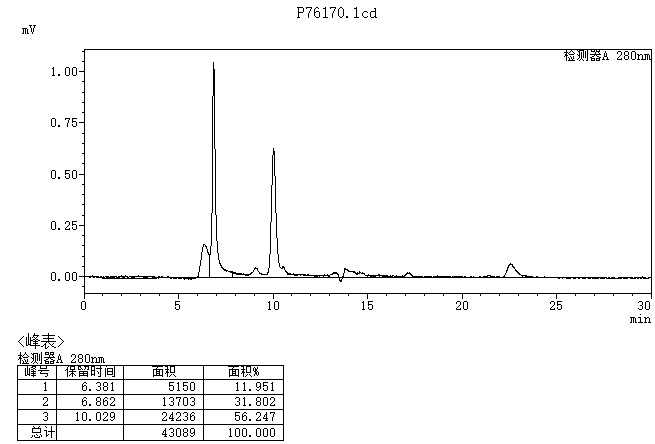 P76170.lcd
mV
检测器A 280nm
1.00
0.75
0.50
0.25
0.00
0 5 10 15 20 25 30
min
<峰表>
检测器A 280nm
峰号 保留时间 面积 面积%
1 6.381 5150 11.951
2 6.862 13703 31.802
3 10.029 24236 56.247
总计 43089 100.000